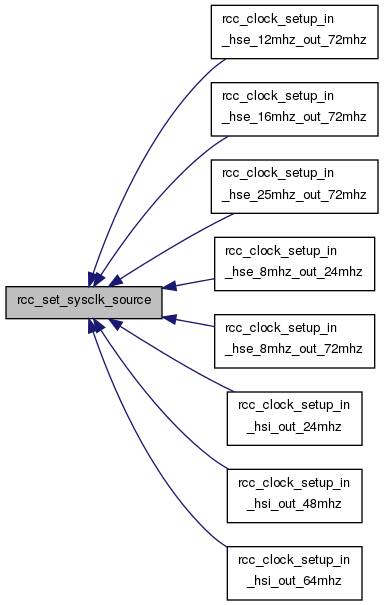 rcc_clock_setup_in
_hse_12mhz_out_72mhz
rcc_clock_setup_in
_hse_16mhz_out_72mhz
rcc_clock_setup_in
_hse_25mhz_out_72mhz
rcc_clock_setup_in
_hse_8mhz_out_24mhz
rcc_set_sysclk_source
rcc_clock_setup_in
_hse_8mhz_out_72mhz
rcc_clock_setup_in
_hsi_out_24mhz
rcc_clock_setup_in
_hsi_out_48mhz
rcc_clock_setup_in
_hsi_out_64mhz